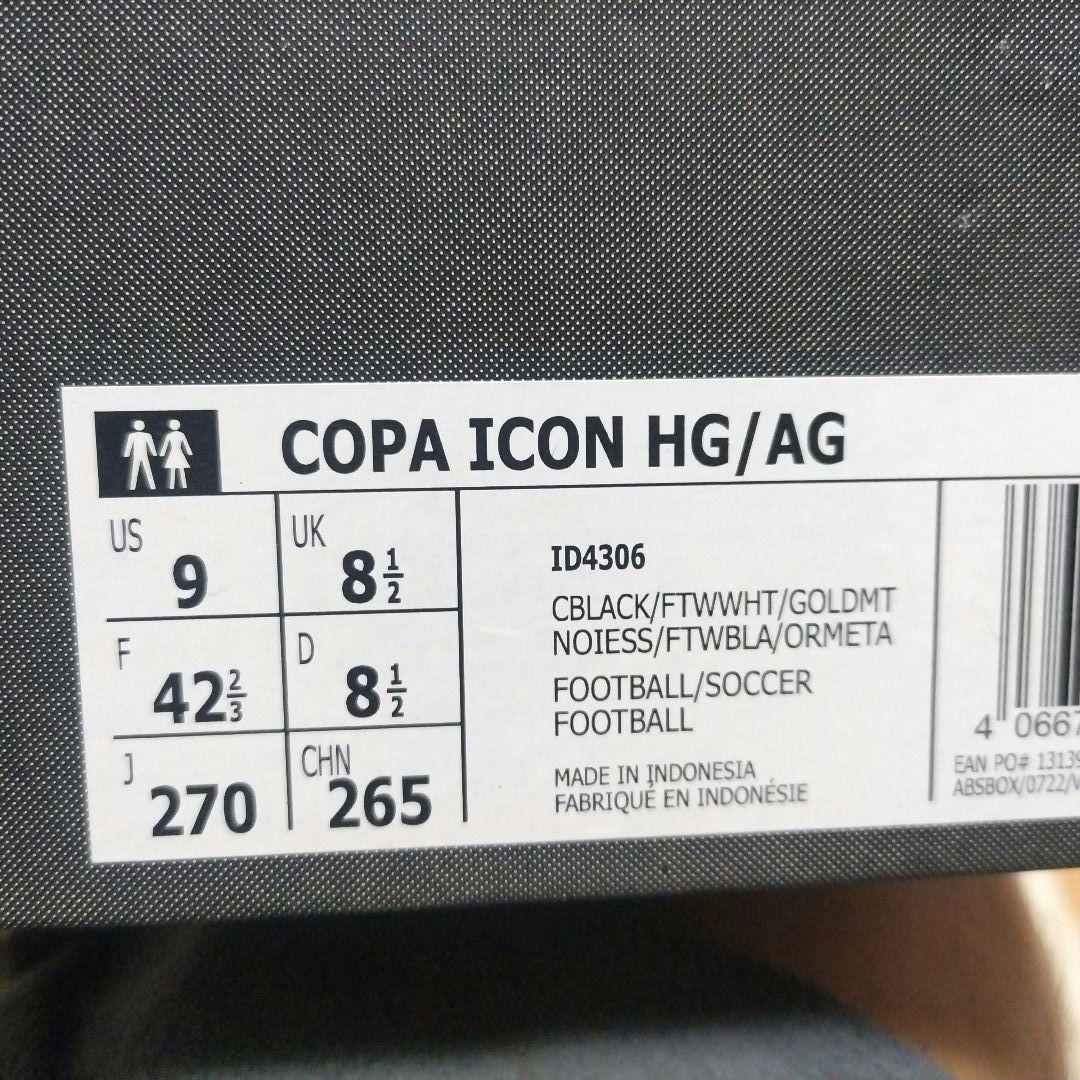 COPA ICON HG/AG
US 9
UK 8 1/2
F 42 2/3
D 8 1/2
J 270
CHN 265
ID4306
CBLACK/FTWWHT/GOLDMT
NOIESS/FTWBLA/ORMETA
FOOTBALL/SOCCER
FOOTBALL
MADE IN INDONESIA
FABRIQUÉ EN INDONÉSIE
4 0667
EAN PO# 13139
ABSBOX/0722/